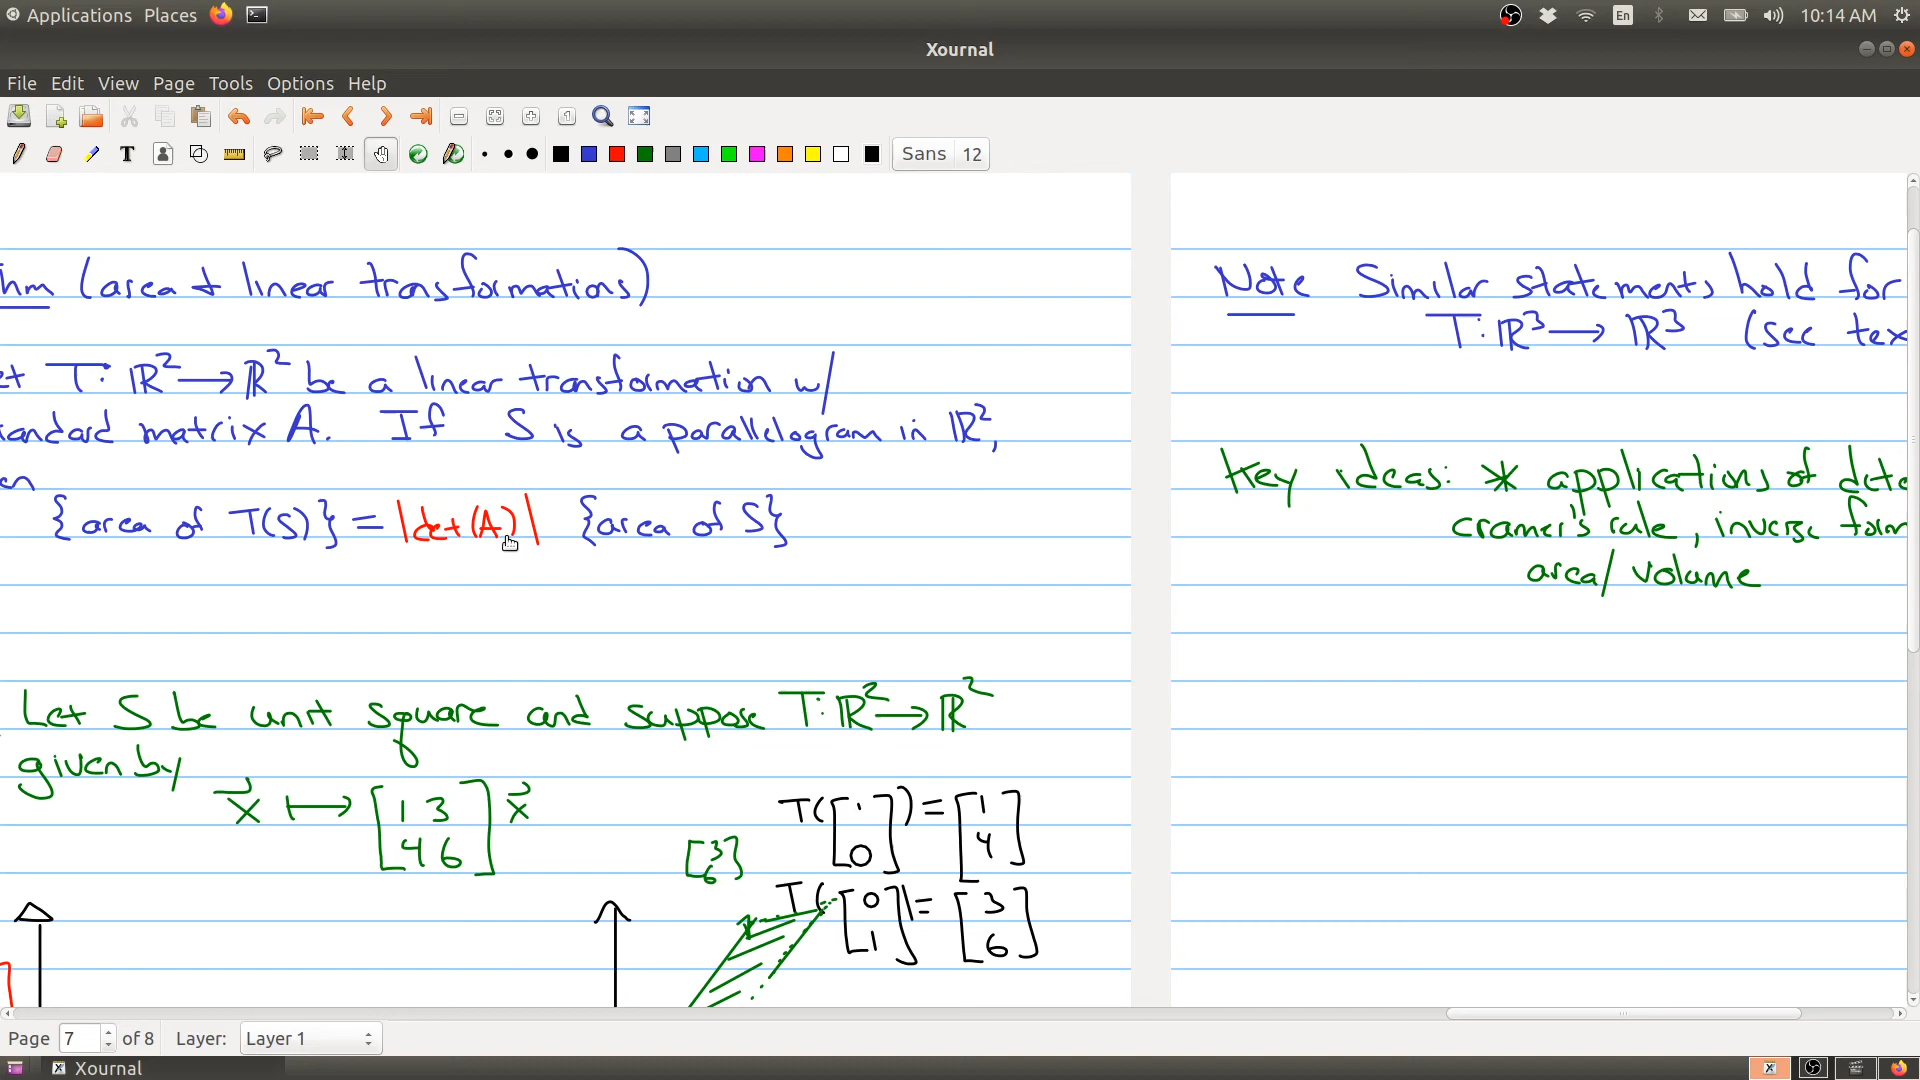 Applications Places En 10:14 AM
Xournal
File Edit View Page Tools Options Help
Sans 12
hm (area & linear transformations)
et T: ℝ² → ℝ² be a linear transformation w/
tandard matrix A. If S is a parallelogram in ℝ²,
en
{area of T(S)} = |det(A)| {area of S}
Let S be unit square and suppose T: ℝ² → ℝ²
given by
x⃗ ↦ [1 3
4 6] x⃗
T([1
0]) = [1
4]
[3
6]
T([0
1]) = [3
6]
Note Similar statements hold for
T: ℝ³ → ℝ³ (see tex
Key ideas: * applications of dete
cramer's rule, inverse form
area/volume
Page 7 of 8 Layer: Layer 1
Xournal